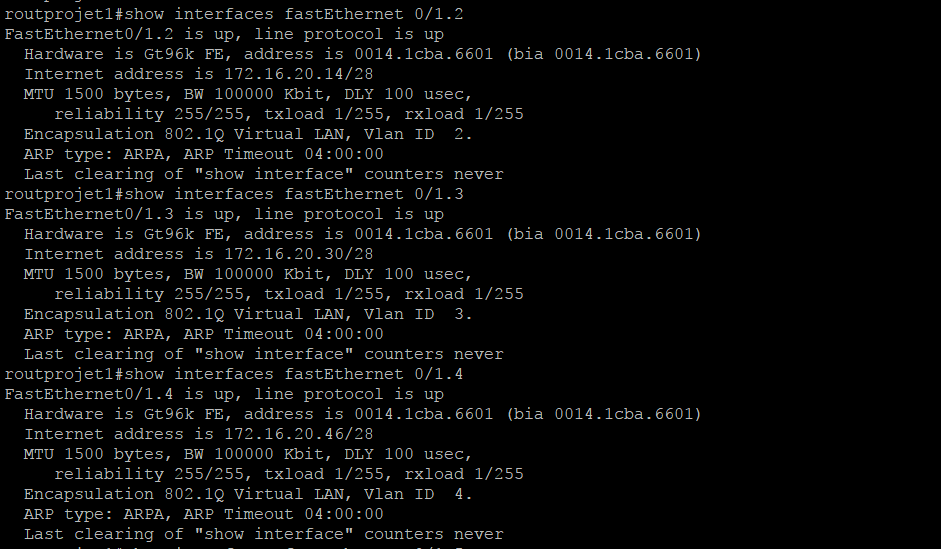 routprojet1#show interfaces fastEthernet 0/1.2
FastEthernet0/1.2 is up, line protocol is up
  Hardware is Gt96k FE, address is 0014.1cba.6601 (bia 0014.1cba.6601)
  Internet address is 172.16.20.14/28
  MTU 1500 bytes, BW 100000 Kbit, DLY 100 usec,
     reliability 255/255, txload 1/255, rxload 1/255
  Encapsulation 802.1Q Virtual LAN, Vlan ID  2.
  ARP type: ARPA, ARP Timeout 04:00:00
  Last clearing of "show interface" counters never
routprojet1#show interfaces fastEthernet 0/1.3
FastEthernet0/1.3 is up, line protocol is up
  Hardware is Gt96k FE, address is 0014.1cba.6601 (bia 0014.1cba.6601)
  Internet address is 172.16.20.30/28
  MTU 1500 bytes, BW 100000 Kbit, DLY 100 usec,
     reliability 255/255, txload 1/255, rxload 1/255
  Encapsulation 802.1Q Virtual LAN, Vlan ID  3.
  ARP type: ARPA, ARP Timeout 04:00:00
  Last clearing of "show interface" counters never
routprojet1#show interfaces fastEthernet 0/1.4
FastEthernet0/1.4 is up, line protocol is up
  Hardware is Gt96k FE, address is 0014.1cba.6601 (bia 0014.1cba.6601)
  Internet address is 172.16.20.46/28
  MTU 1500 bytes, BW 100000 Kbit, DLY 100 usec,
     reliability 255/255, txload 1/255, rxload 1/255
  Encapsulation 802.1Q Virtual LAN, Vlan ID  4.
  ARP type: ARPA, ARP Timeout 04:00:00
  Last clearing of "show interface" counters never